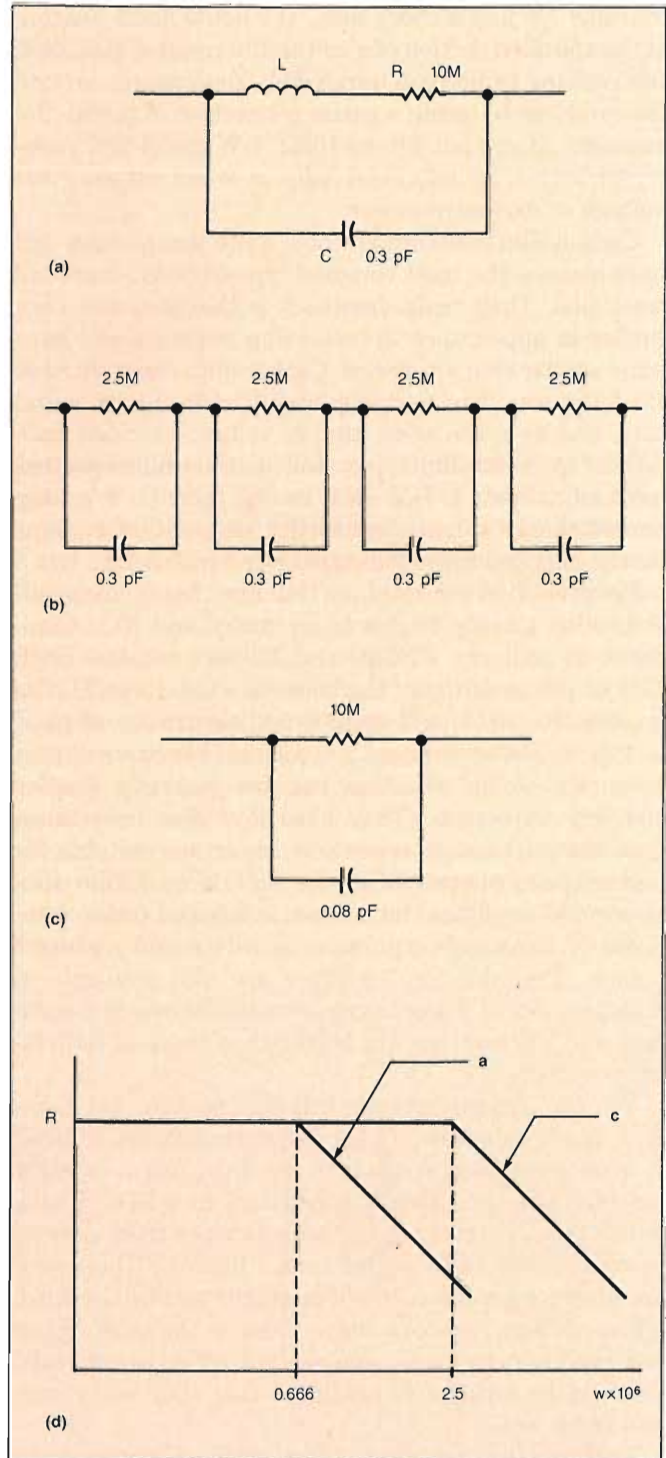 L
R 10M
C 0.3 pF
(a)
2.5M 2.5M 2.5M 2.5M
0.3 pF 0.3 pF 0.3 pF 0.3 pF
(b)
10M
0.08 pF
(c)
a
R
c
0.666 2.5 w×10⁶
(d)